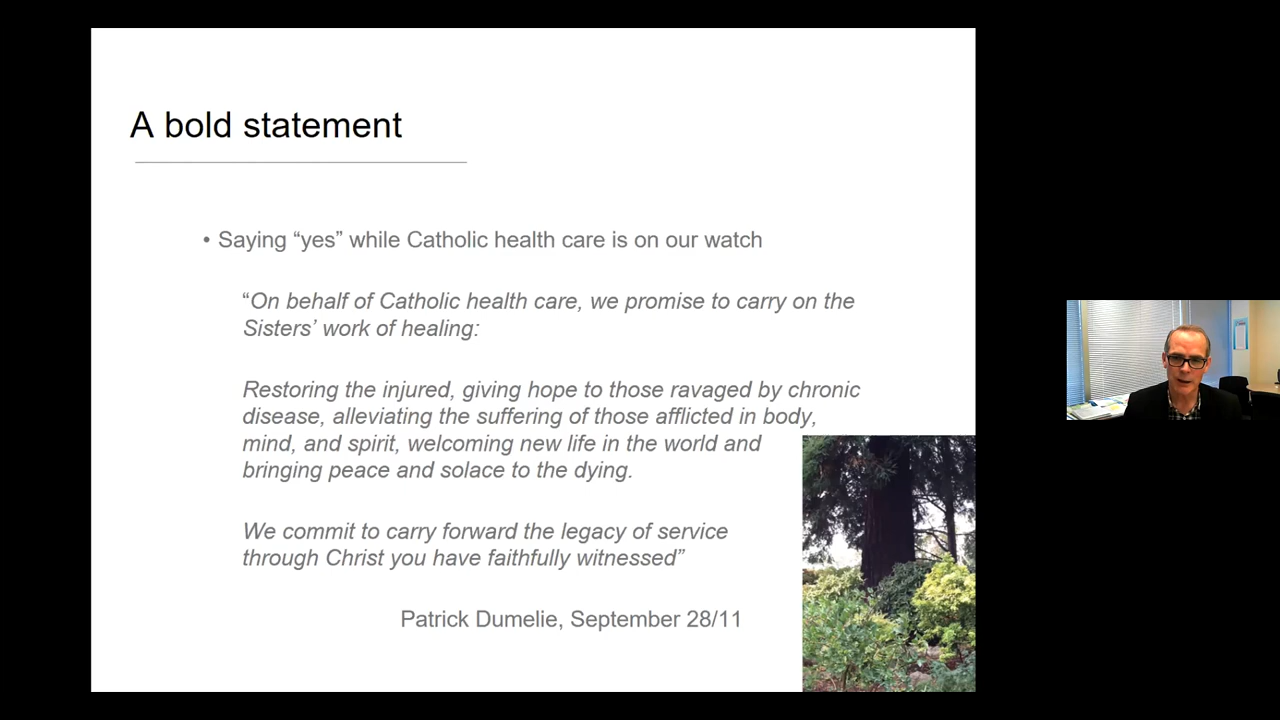 A bold statement
• Saying “yes” while Catholic health care is on our watch
“On behalf of Catholic health care, we promise to carry on the
Sisters’ work of healing:
Restoring the injured, giving hope to those ravaged by chronic
disease, alleviating the suffering of those afflicted in body,
mind, and spirit, welcoming new life in the world and
bringing peace and solace to the dying.
We commit to carry forward the legacy of service
through Christ you have faithfully witnessed”
Patrick Dumelie, September 28/11